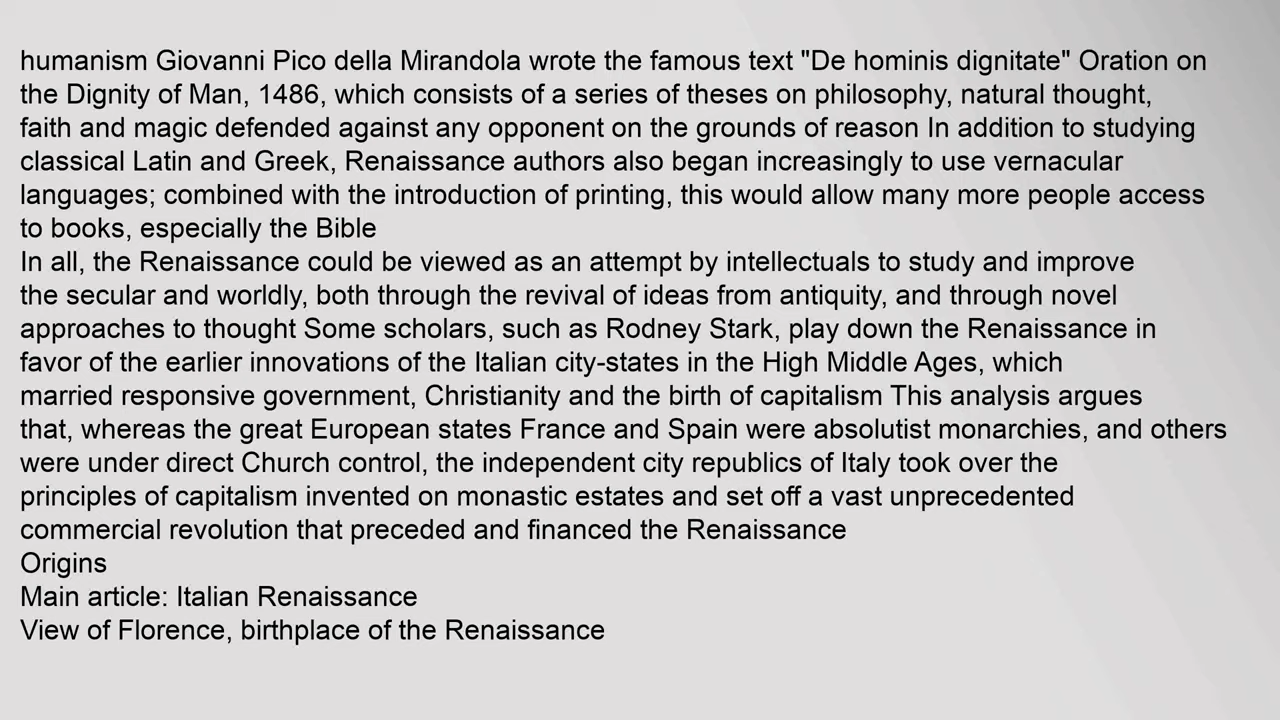 humanism Giovanni Pico della Mirandola wrote the famous text "De hominis dignitate" Oration on
the Dignity of Man, 1486, which consists of a series of theses on philosophy, natural thought,
faith and magic defended against any opponent on the grounds of reason In addition to studying
classical Latin and Greek, Renaissance authors also began increasingly to use vernacular
languages; combined with the introduction of printing, this would allow many more people access
to books, especially the Bible
In all, the Renaissance could be viewed as an attempt by intellectuals to study and improve
the secular and worldly, both through the revival of ideas from antiquity, and through novel
approaches to thought Some scholars, such as Rodney Stark, play down the Renaissance in
favor of the earlier innovations of the Italian city-states in the High Middle Ages, which
married responsive government, Christianity and the birth of capitalism This analysis argues
that, whereas the great European states France and Spain were absolutist monarchies, and others
were under direct Church control, the independent city republics of Italy took over the
principles of capitalism invented on monastic estates and set off a vast unprecedented
commercial revolution that preceded and financed the Renaissance
Origins
Main article: Italian Renaissance
View of Florence, birthplace of the Renaissance